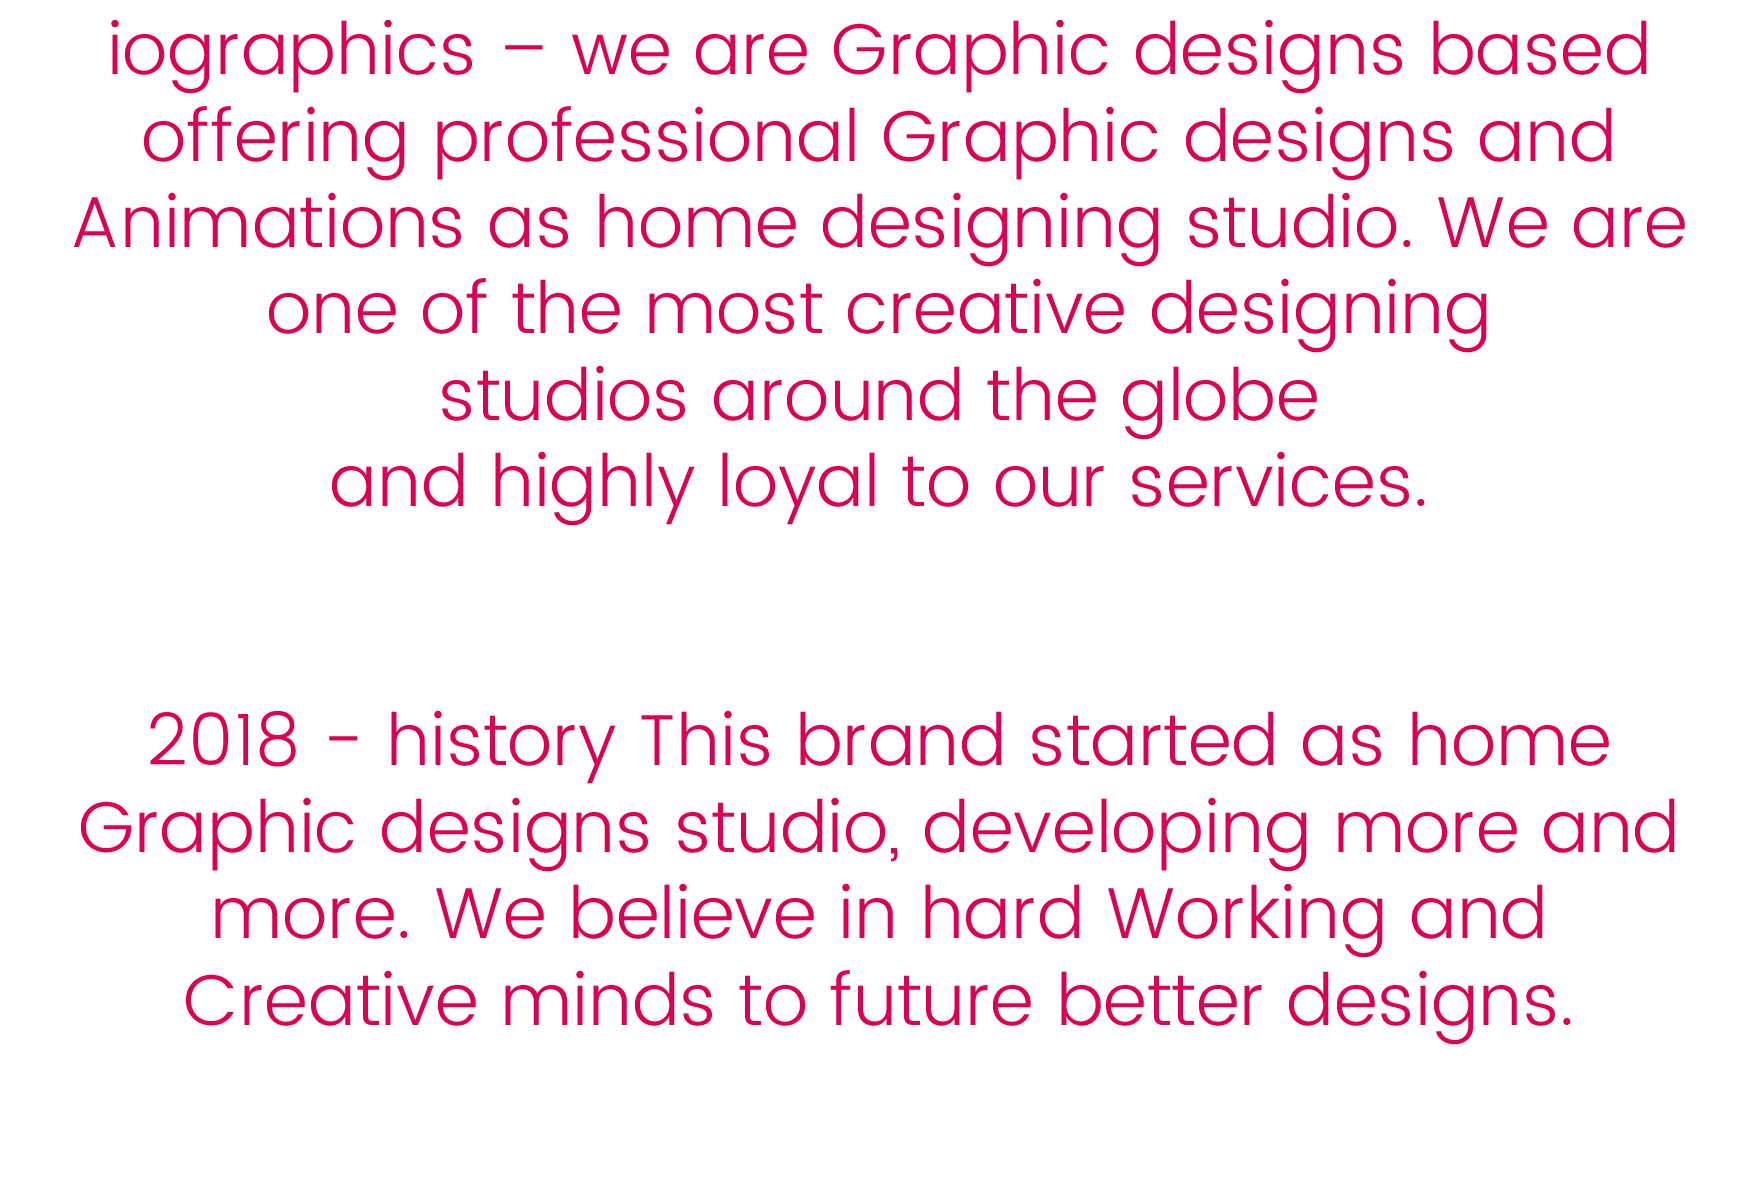 iographics – we are Graphic designs based
offering professional Graphic designs and
Animations as home designing studio. We are
one of the most creative designing
studios around the globe
and highly loyal to our services.
2018 - history This brand started as home
Graphic designs studio, developing more and
more. We believe in hard Working and
Creative minds to future better designs.